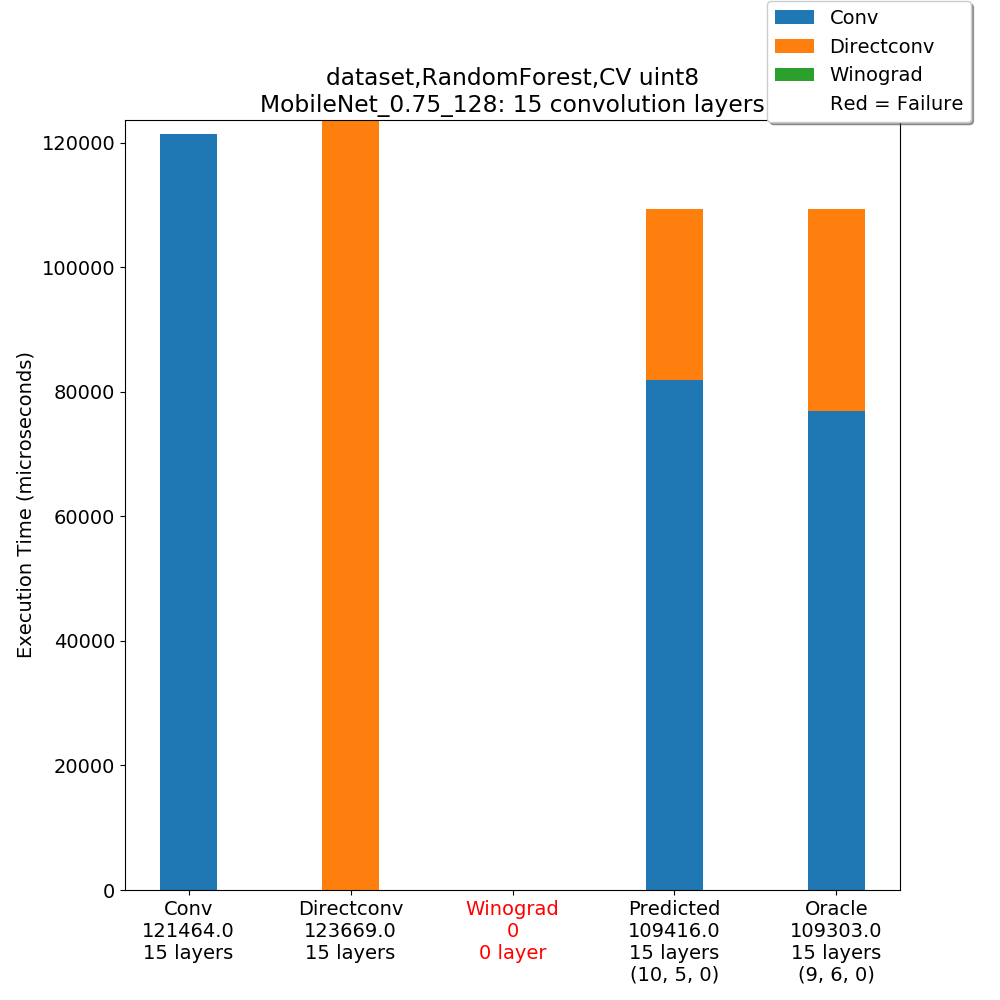 Conv
Directconv
Winograd
Red = Failure
dataset,RandomForest,CV uint8
MobileNet_0.75_128: 15 convolution layers
Execution Time (microseconds)
120000
100000
80000
60000
40000
20000
0
Conv
121464.0
15 layers
Directconv
123669.0
15 layers
Winograd
0
0 layer
Predicted
109416.0
15 layers
(10, 5, 0)
Oracle
109303.0
15 layers
(9, 6, 0)